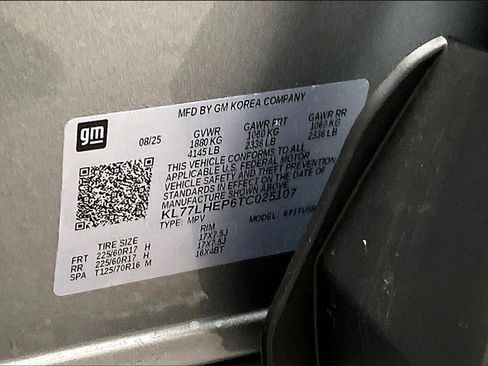 MFD BY GM KOREA COMPANY
gm
08/25
GVWR GAWR FRT GAWR RR
1880 KG 1060 KG 1060 KG
4145 LB 2336 LB 2336 LB
THIS VEHICLE CONFORMS TO ALL
APPLICABLE U.S. FEDERAL MOTOR
VEHICLE SAFETY AND THEFT PREVENTION
STANDARDS IN EFFECT ON THE DATE OF
MANUFACTURE SHOWN ABOVE.
KL77LHEP6TC025107
TYPE: MPV MODEL:
TIRE SIZE RIM
FRT 225/60R17 H 17X7.5J
RR 225/60R17 H 17X7.5J
SPA T125/70R16 M 16X4BT